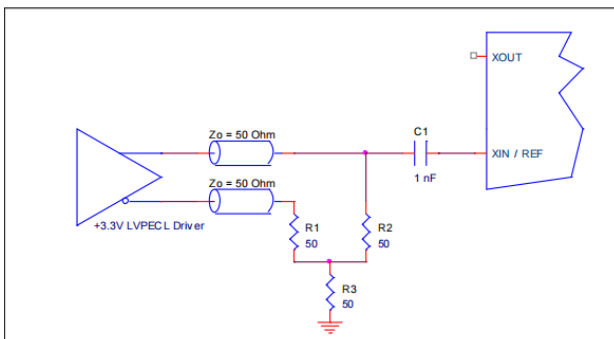 XOUT
Zo = 50 Ohm
C1
XIN / REF
1 nF
Zo = 50 Ohm
+3.3V LVPECL Driver
R1
50
R2
50
R3
50